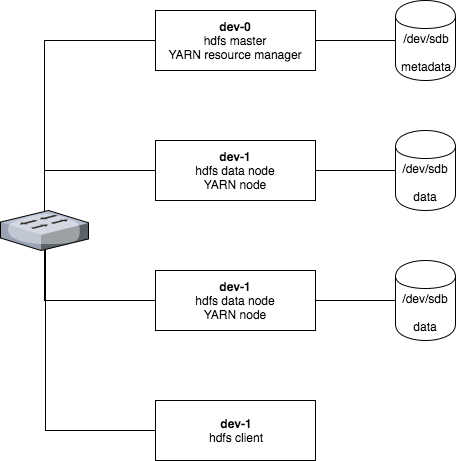 dev-0
hdfs master
YARN resource manager
/dev/sdb
metadata
dev-1
hdfs data node
YARN node
/dev/sdb
data
dev-1
hdfs data node
YARN node
/dev/sdb
data
dev-1
hdfs client